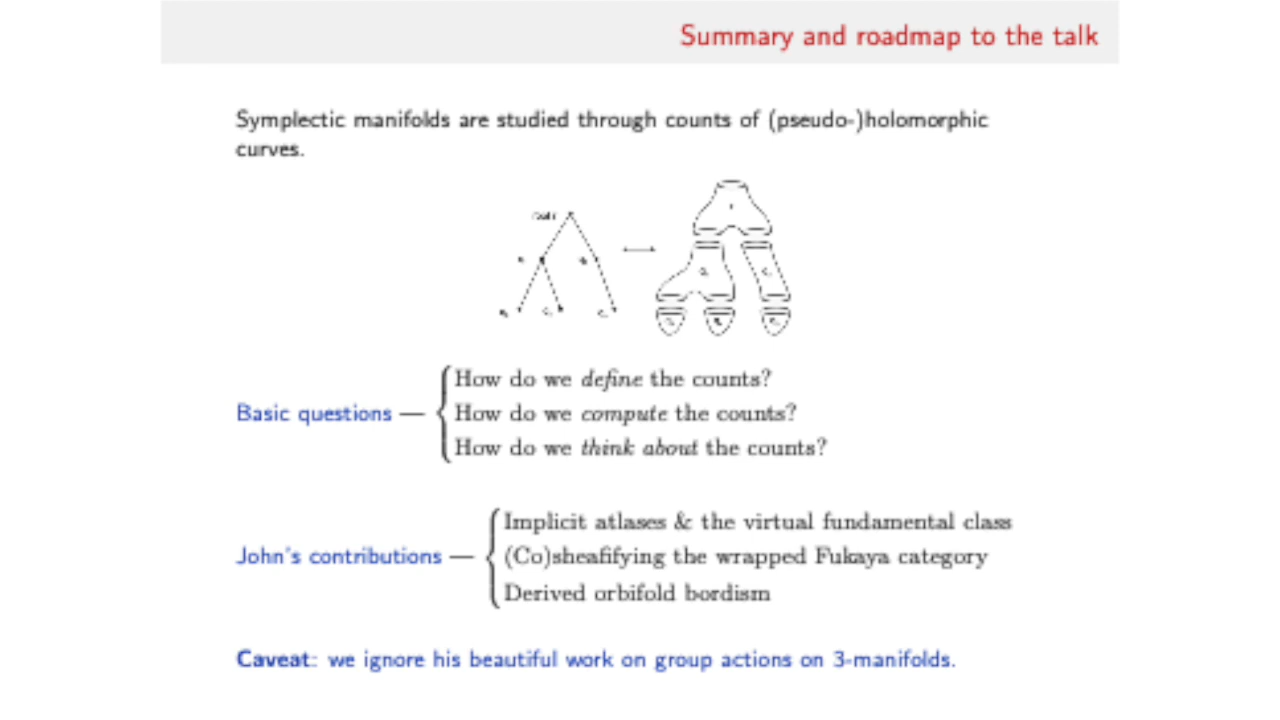 Summary and roadmap to the talk
Symplectic manifolds are studied through counts of (pseudo-)holomorphic
curves.
How do we define the counts?
Basic questions — How do we compute the counts?
How do we think about the counts?
Implicit atlases & the virtual fundamental class
John's contributions — (Co)sheafifying the wrapped Fukaya category
Derived orbifold bordism
Caveat: we ignore his beautiful work on group actions on 3-manifolds.